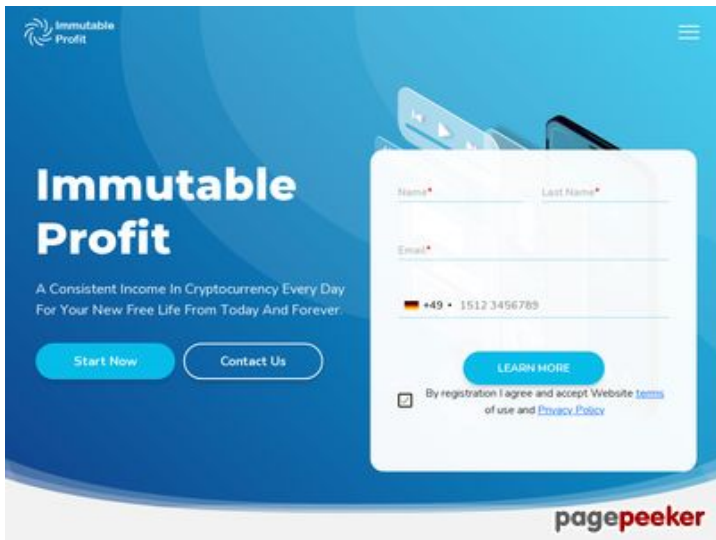 Immutable
Profit
Immutable
Profit
A Consistent Income In Cryptocurrency Every Day
For Your New Free Life From Today And Forever.
Start Now
Contact Us
Name*
Last Name*
Email*
+49
1512 3456789
LEARN MORE
By registration I agree and accept Website terms
of use and Privacy Policy
pagepeeker